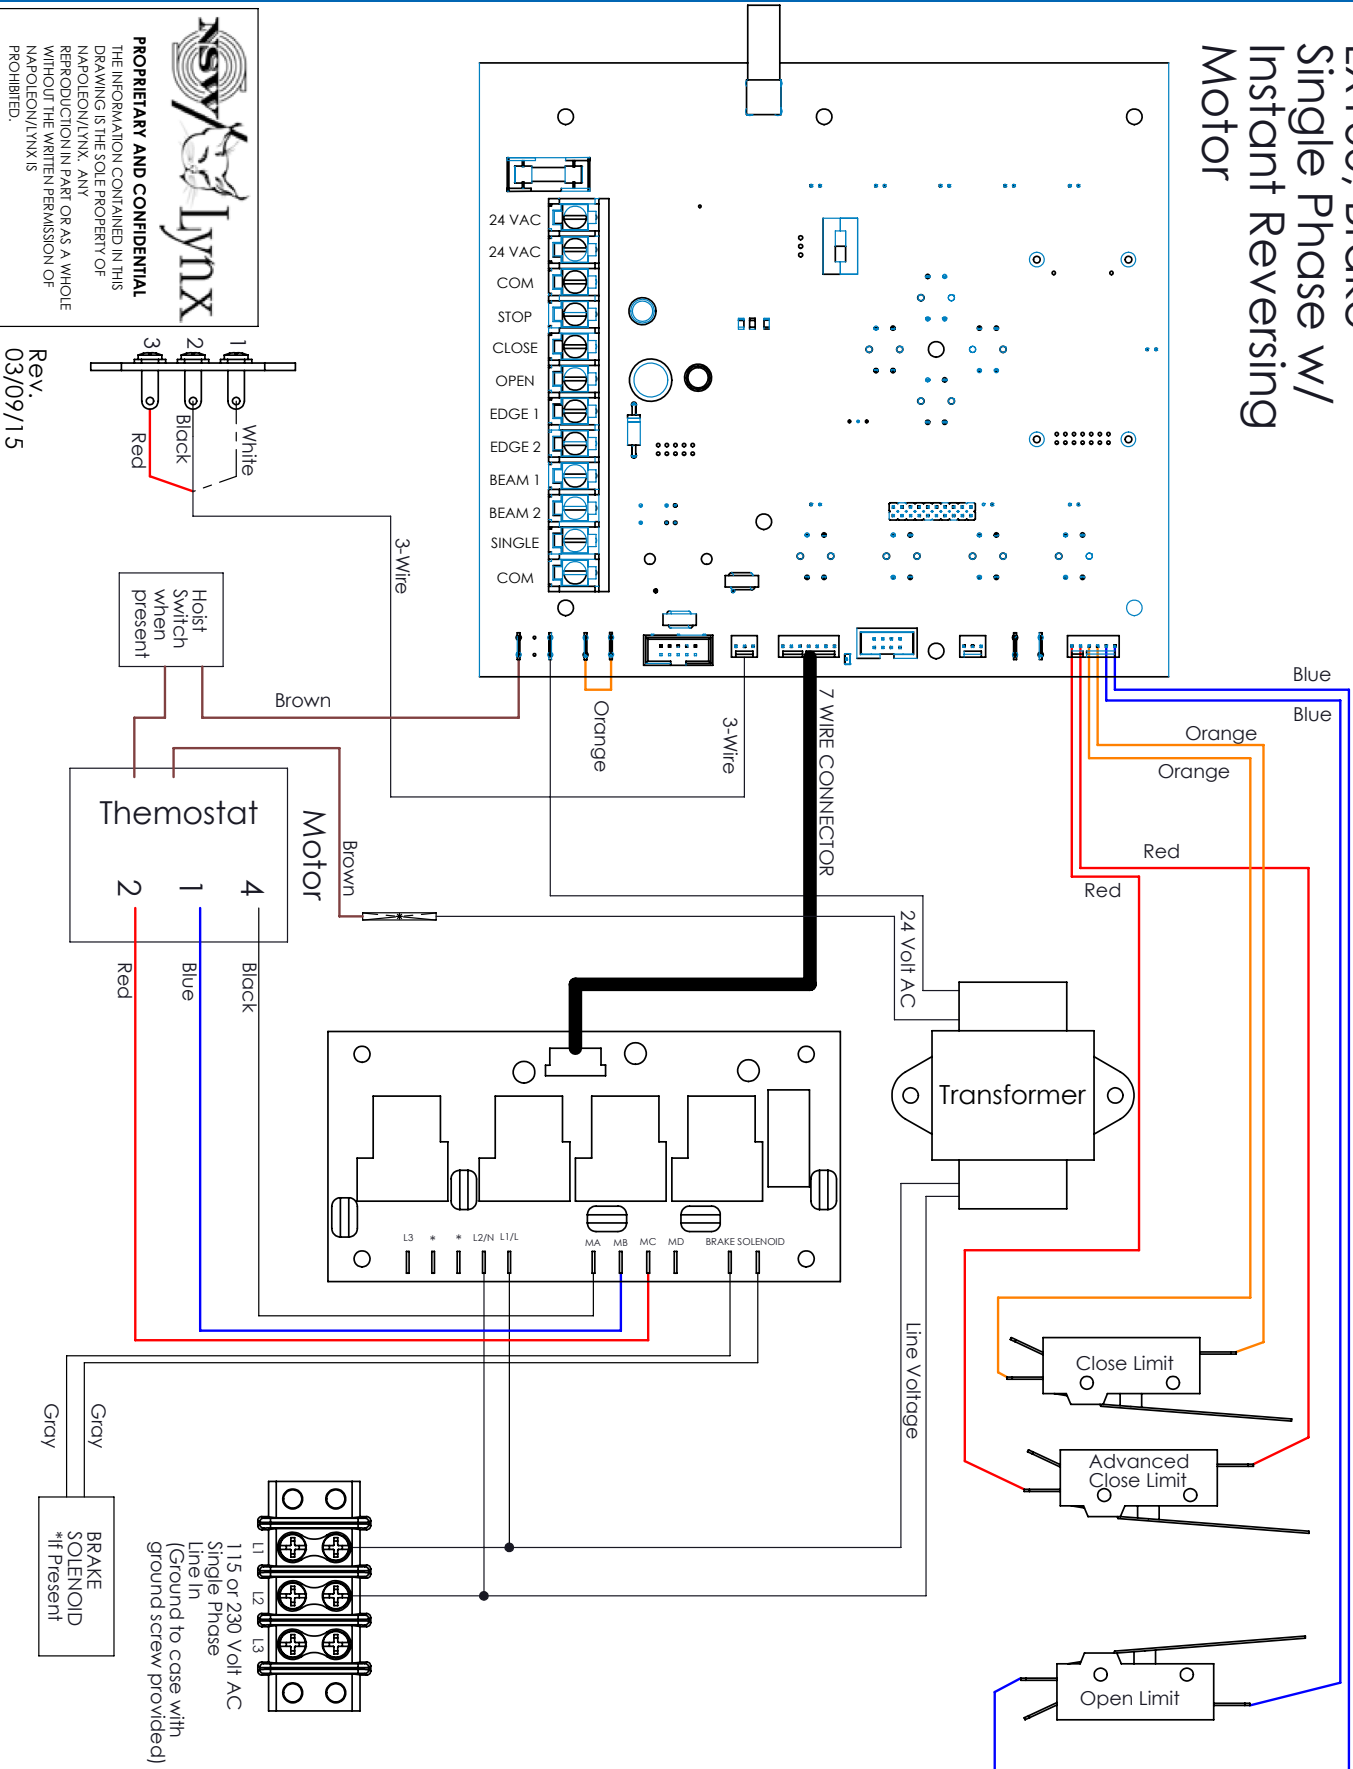 Single Phase w/
Instant Reversing
Motor
NSW
Lynx
PROPRIETARY AND CONFIDENTIAL
THE INFORMATION CONTAINED IN THIS
DRAWING IS THE SOLE PROPERTY OF
NAPOLEON/LYNX. ANY
REPRODUCTION IN PART OR AS A WHOLE
WITHOUT THE WRITTEN PERMISSION OF
NAPOLEON/LYNX IS
PROHIBITED.
Rev.
03/09/15
1
2
3
White
Black
Red
24 VAC
24 VAC
COM
STOP
CLOSE
OPEN
EDGE 1
EDGE 2
BEAM 1
BEAM 2
SINGLE
COM
3-Wire
Hoist
Switch
when
present
Brown
Orange
3-Wire
7 WIRE CONNECTOR
Blue
Blue
Orange
Orange
Red
Red
Themostat
Motor
2
1
4
Brown
Red
Blue
Black
24 Volt AC
Transformer
L3
*
*
L2/N
L1/L
MA
MB
MC
MD
BRAKE SOLENOID
Line Voltage
Close Limit
Advanced
Close Limit
Open Limit
Gray
Gray
BRAKE
SOLENOID
*If Present
L1
L2
L3
115 or 230 Volt AC
Single Phase
Line In
(Ground to case with
ground screw provided)